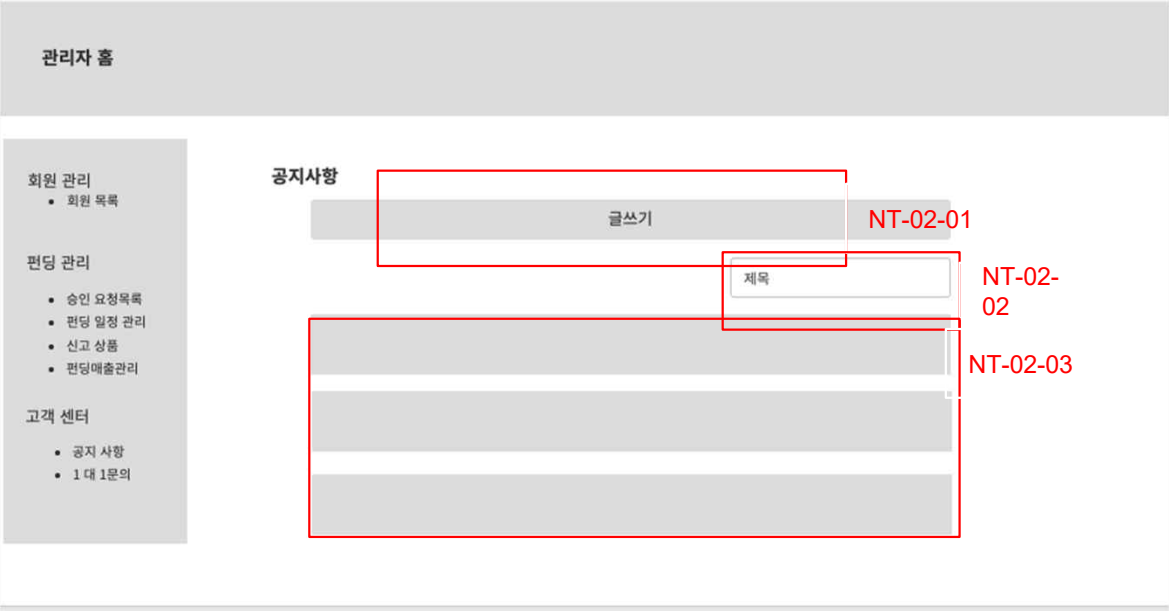 관리자 홈
회원 관리
• 회원 목록
펀딩 관리
• 승인 요청목록
• 펀딩 일정 관리
• 신고 상품
• 펀딩매출관리
고객 센터
• 공지 사항
• 1 대 1문의
공지사항
글쓰기
NT-02-01
제목
NT-02-
02
NT-02-03